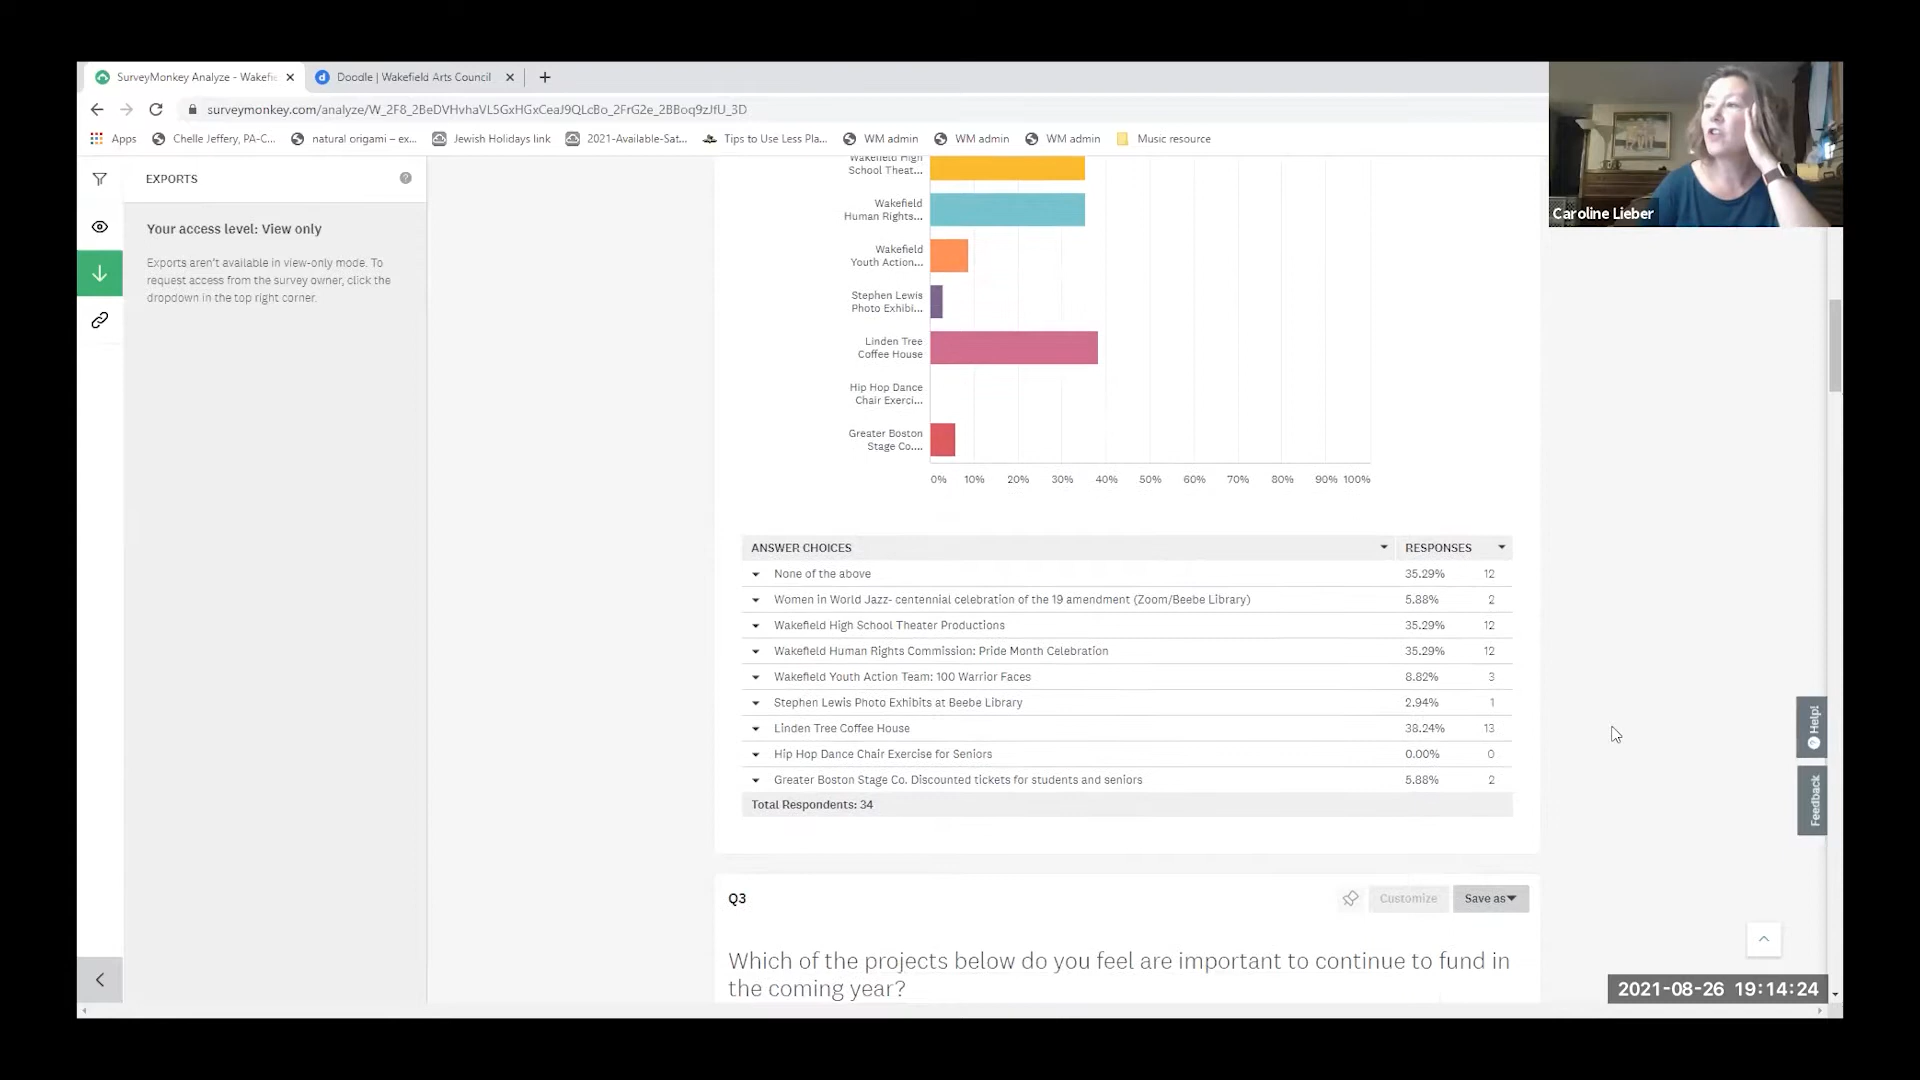 SurveyMonkey Analyze - Wakefie
Doodle | Wakefield Arts Council
surveymonkey.com/analyze/W_2F8_2BeDVHvhaVL5GxHGxCeaJ9QLcBo_2FrG2e_2BBoq9zJfU_3D
Apps
Chelle Jeffery, PA-C...
natural origami – ex...
Jewish Holidays link
2021-Available-Sat...
Tips to Use Less Pla...
WM admin
WM admin
WM admin
Music resource
Caroline Lieber
EXPORTS
Your access level: View only
Exports aren't available in view-only mode. To
request access from the survey owner, click the
dropdown in the top right corner.
Wakefield High
School Theat...
Wakefield
Human Rights...
Wakefield
Youth Action...
Stephen Lewis
Photo Exhibi...
Linden Tree
Coffee House
Hip Hop Dance
Chair Exerci...
Greater Boston
Stage Co....
0% 10% 20% 30% 40% 50% 60% 70% 80% 90% 100%
ANSWER CHOICES RESPONSES
None of the above 35.29% 12
Women in World Jazz- centennial celebration of the 19 amendment (Zoom/Beebe Library) 5.88% 2
Wakefield High School Theater Productions 35.29% 12
Wakefield Human Rights Commission: Pride Month Celebration 35.29% 12
Wakefield Youth Action Team: 100 Warrior Faces 8.82% 3
Stephen Lewis Photo Exhibits at Beebe Library 2.94% 1
Linden Tree Coffee House 38.24% 13
Hip Hop Dance Chair Exercise for Seniors 0.00% 0
Greater Boston Stage Co. Discounted tickets for students and seniors 5.88% 2
Total Respondents: 34
Help!
Feedback
Q3
Customize
Save as
Which of the projects below do you feel are important to continue to fund in
the coming year?
2021-08-26 19:14:24